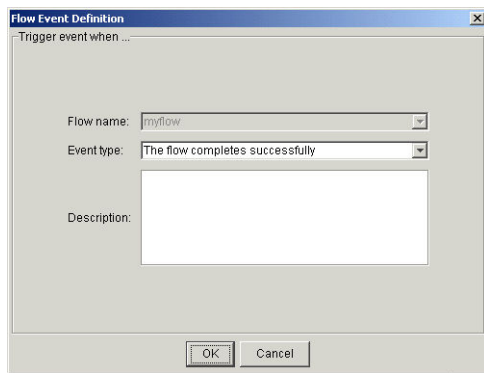 Flow Event Definition
Trigger event when ...
Flow name: myflow
Event type: The flow completes successfully
Description:
OK Cancel